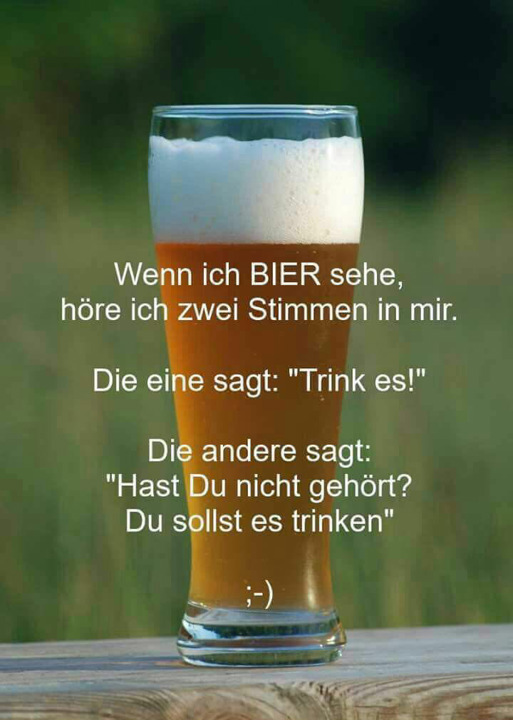 Wenn ich BIER sehe,
höre ich zwei Stimmen in mir.
Die eine sagt: "Trink es!"
Die andere sagt:
"Hast Du nicht gehört?
Du sollst es trinken"
;-)